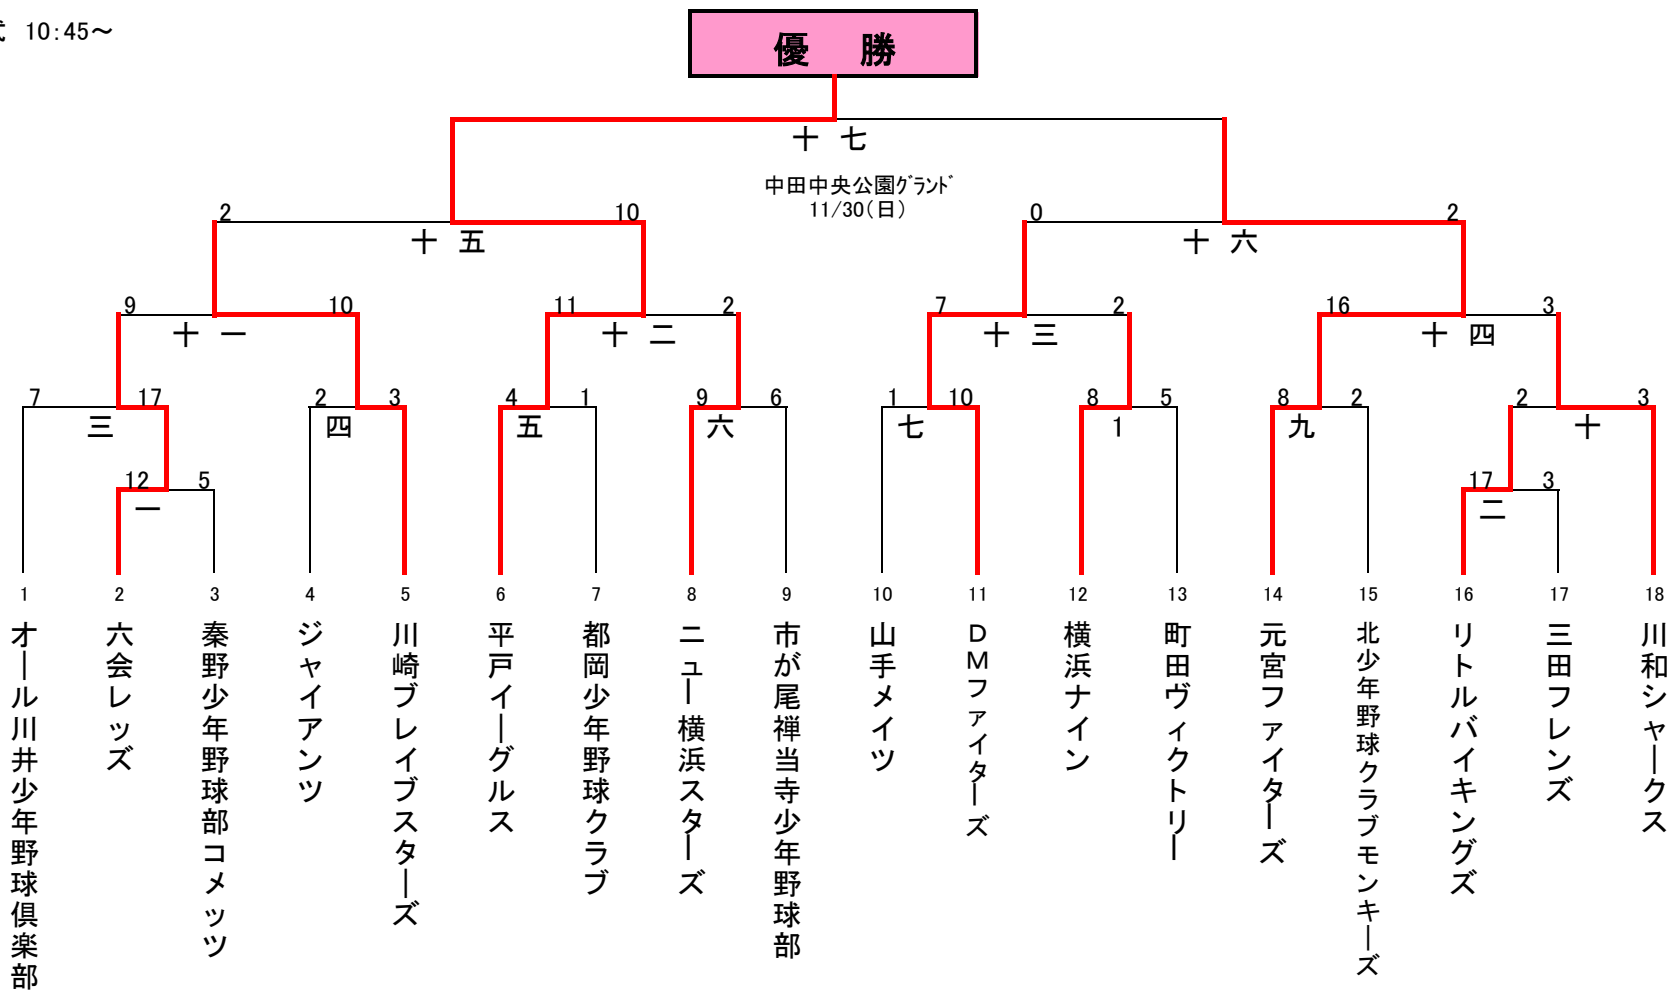 式 10:45～
優 勝
十 七
中田中央公園ｸﾞﾗﾝﾄﾞ
11/30(日)
2 10 0 2
十 五 十 六
9 10 11 2 7 2 16 3
十 一 十 二 十 三 十 四
7 17 2 3 4 1 9 6 1 10 8 5 8 2 2 3
三 四 五 六 七 1 九 十
12 5 17 3
一 二
1 2 3 4 5 6 7 8 9 10 11 12 13 14 15 16 17 18
オール川井少年野球倶楽部
六会レッズ
秦野少年野球部コメッツ
ジャイアンツ
川崎ブレイブスターズ
平戸イーグルス
都岡少年野球クラブ
ニュー横浜スターズ
市が尾禅当寺少年野球部
山手メイツ
DMファイターズ
横浜ナイン
町田ヴィクトリー
元宮ファイターズ
北少年野球クラブモンキーズ
リトルバイキングズ
三田フレンズ
川和シャークス